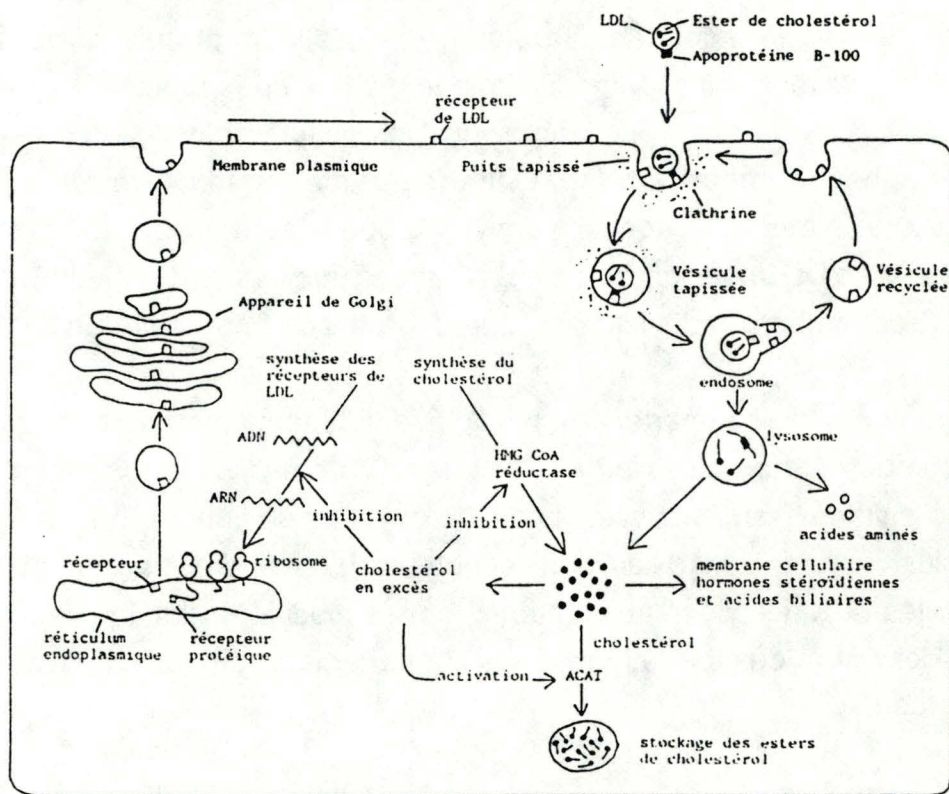 LDL
Ester de cholestérol
Apoprotéine B-100
récepteur
de LDL
Membrane plasmique
Puits tapissé
Clathrine
Vésicule
tapissée
Vésicule
recyclée
Appareil de Golgi
endosome
synthèse des
récepteurs de
LDL
synthèse du
cholestérol
lysosome
ADN
HMG CoA
réductase
ARN
inhibition
inhibition
acides aminés
ribosome
récepteur
cholestérol
en excès
membrane cellulaire
hormones stéroïdiennes
et acides biliaires
réticulum
endoplasmique
récepteur
protéique
cholestérol
activation
ACAT
stockage des esters
de cholestérol